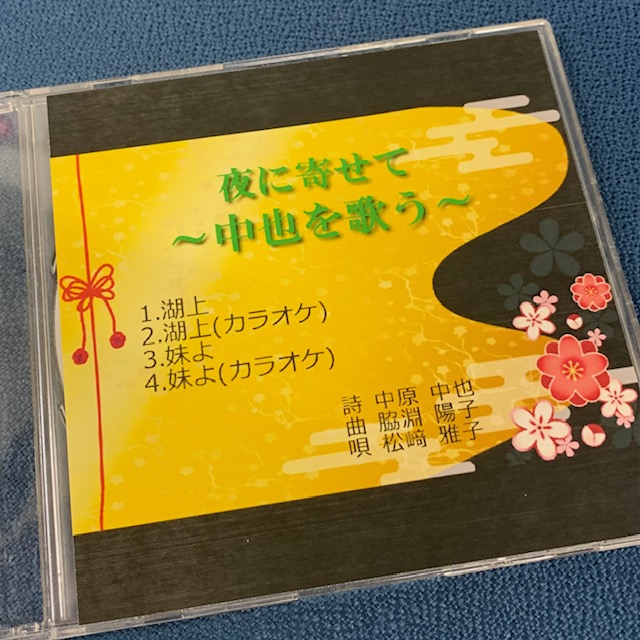 夜に寄せて
～中也を歌う～
1.湖上
2.湖上(カラオケ)
3.妹よ
4.妹よ(カラオケ)
詩 中原 中也
曲 脇淵 陽子
唄 松﨑 雅子